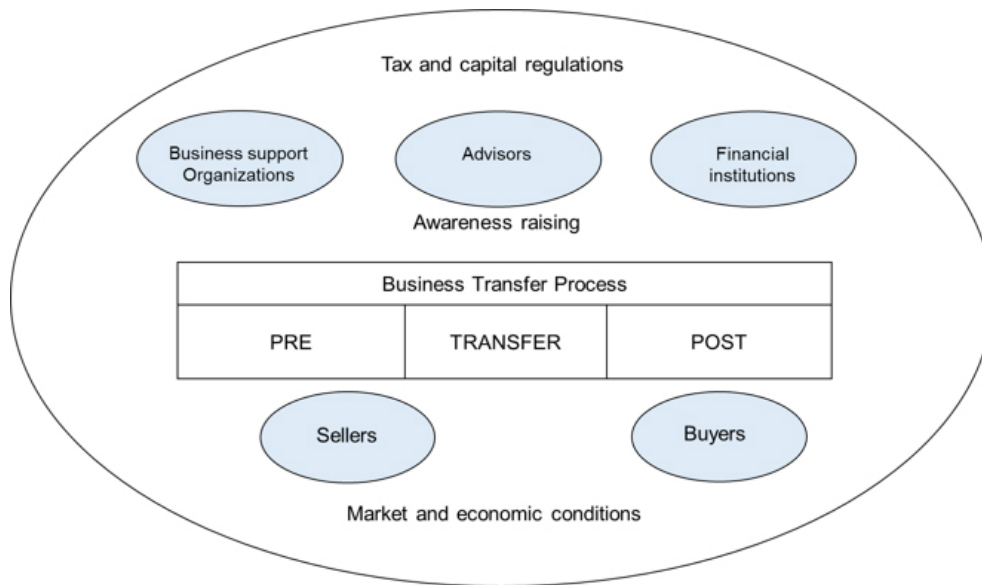 Tax and capital regulations
Business support
Organizations
Advisors
Financial
institutions
Awareness raising
Business Transfer Process
PRE
TRANSFER
POST
Sellers
Buyers
Market and economic conditions